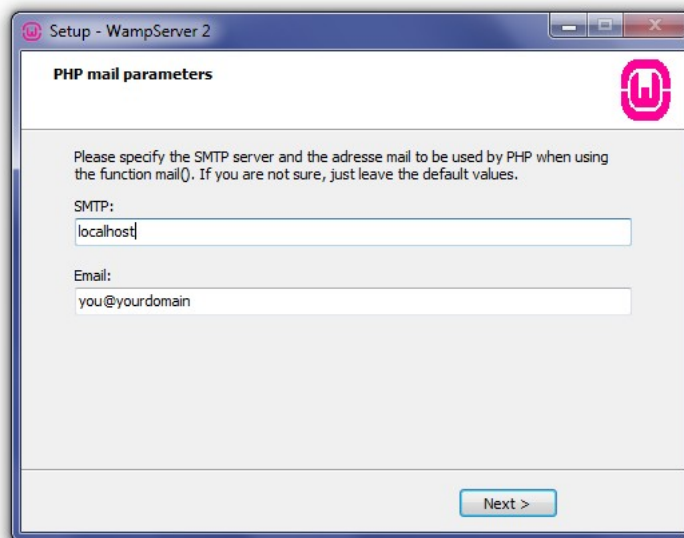 Setup - WampServer 2
PHP mail parameters
Please specify the SMTP server and the adresse mail to be used by PHP when using
the function mail(). If you are not sure, just leave the default values.
SMTP:
localhost
Email:
you@yourdomain
Next >